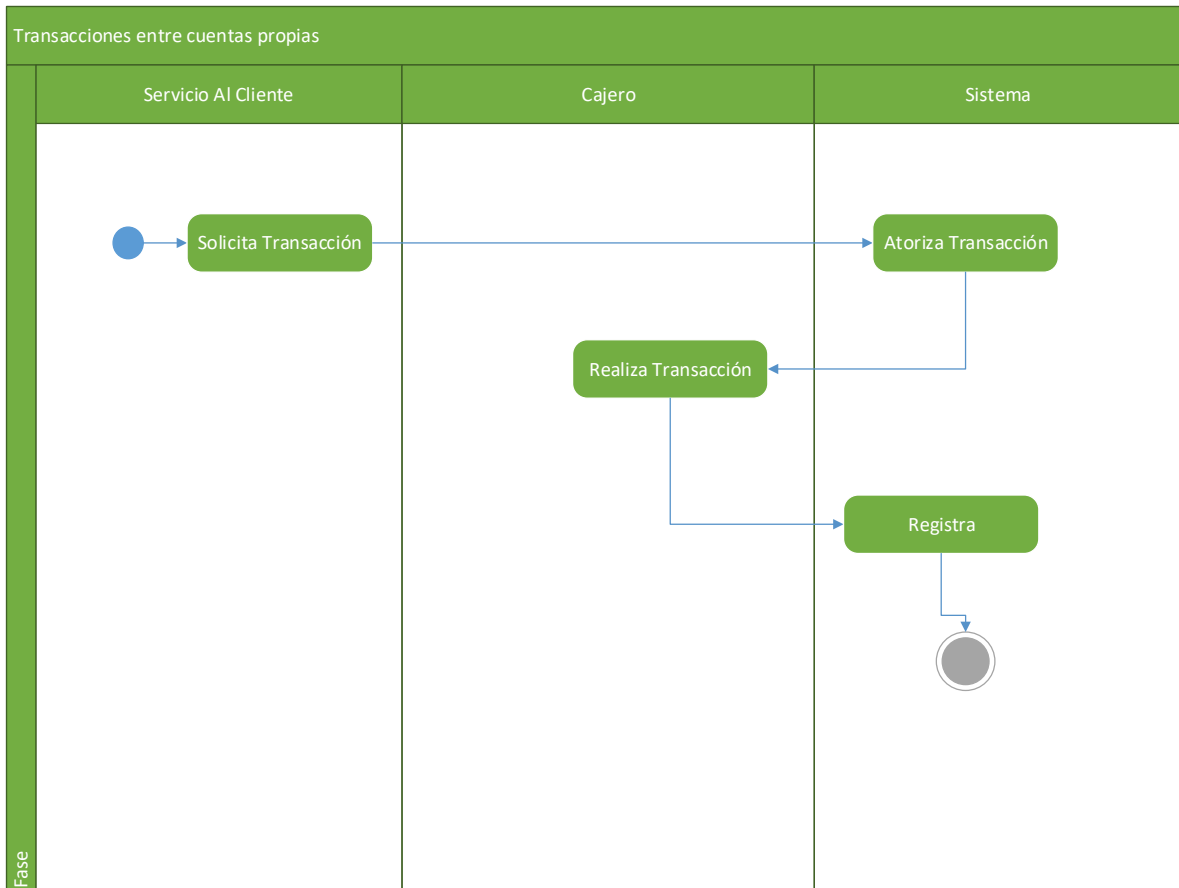 Transacciones entre cuentas propias
Servicio Al Cliente
Cajero
Sistema
Solicita Transacción
Atoriza Transacción
Realiza Transacción
Registra
Fase